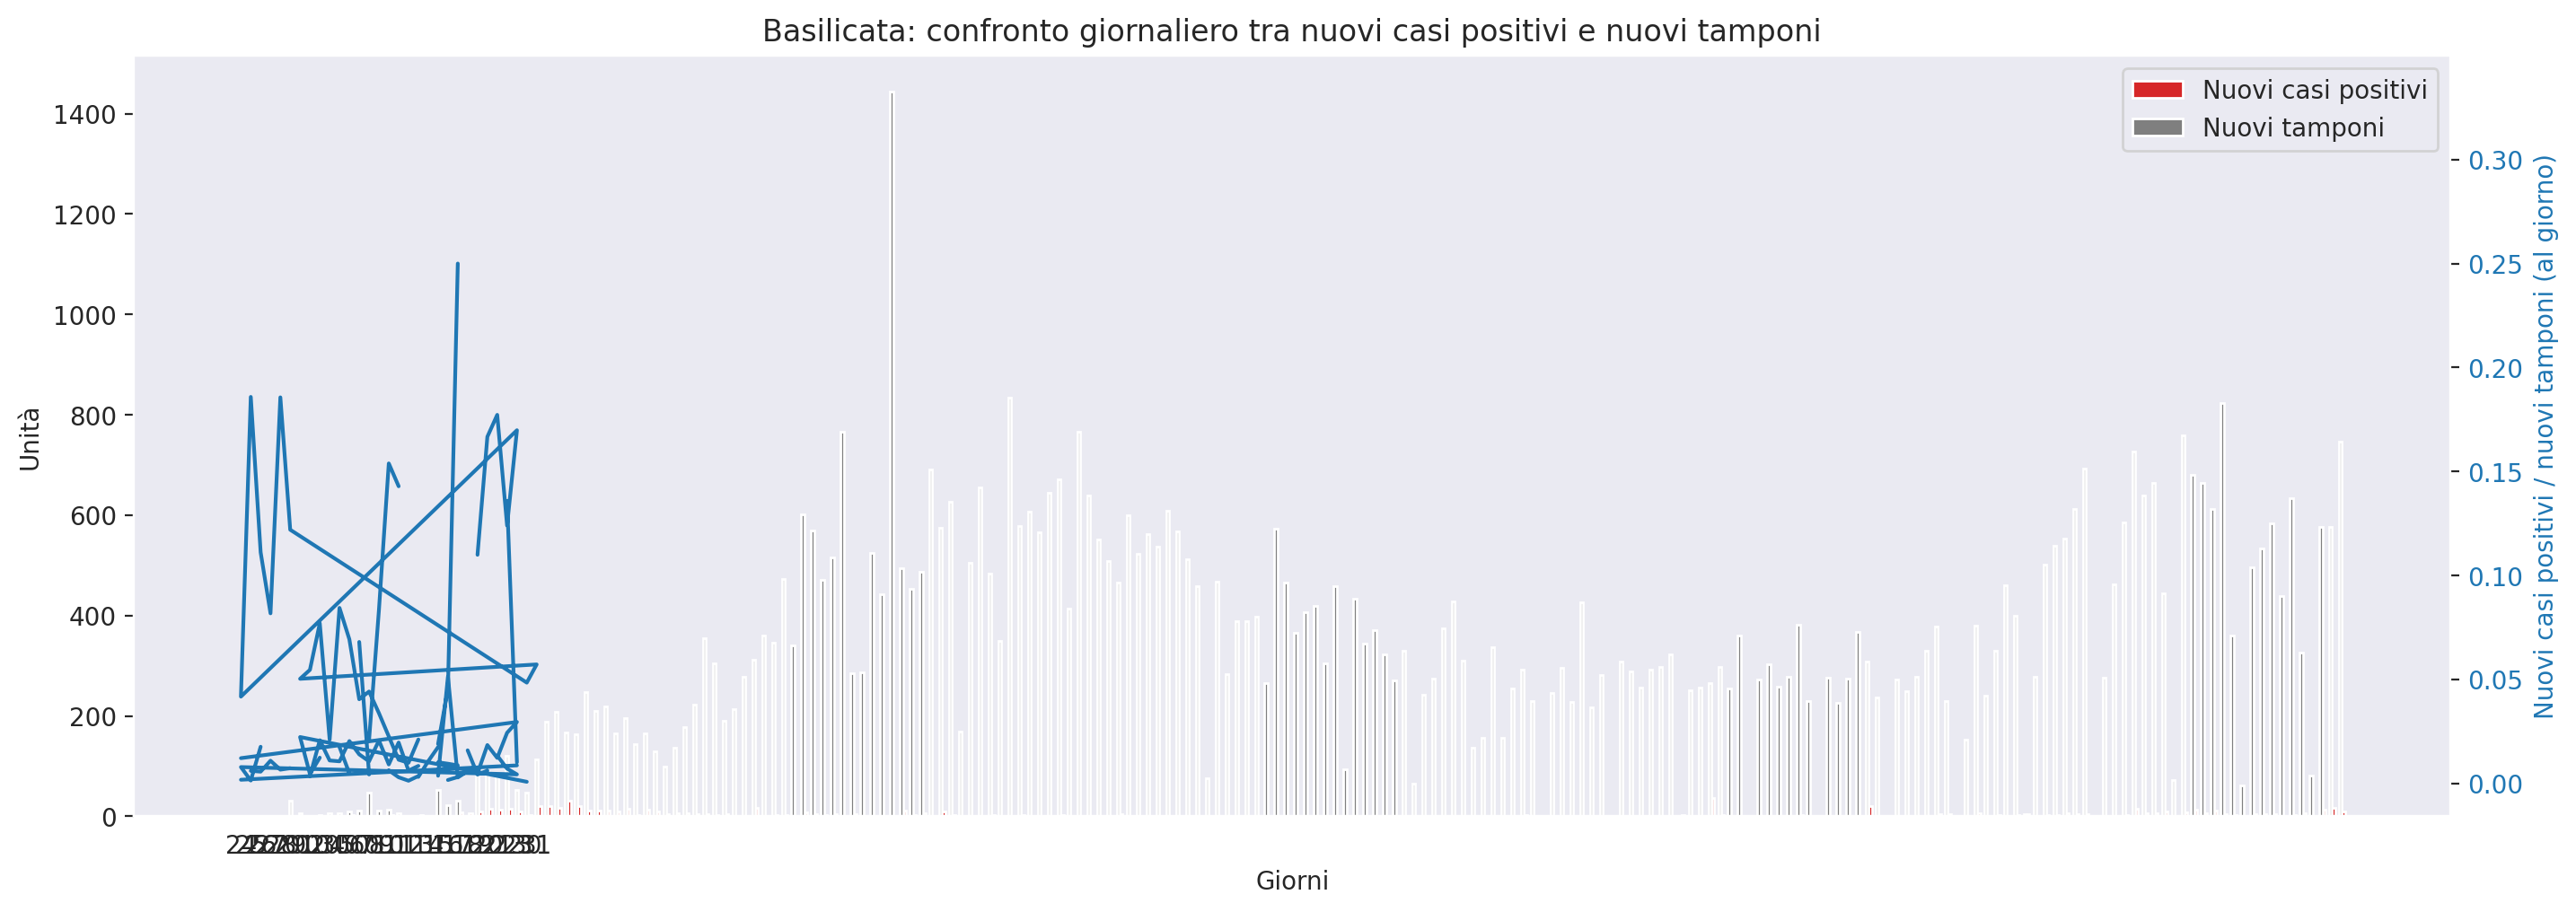 Basilicata: confronto giornaliero tra nuovi casi positivi e nuovi tamponi
Nuovi casi positivi
Nuovi tamponi
1400
1200
1000
800
600
400
200
0
Unità
0.30
0.25
0.20
0.15
0.10
0.05
0.00
Nuovi casi positivi / nuovi tamponi (al giorno)
Giorni